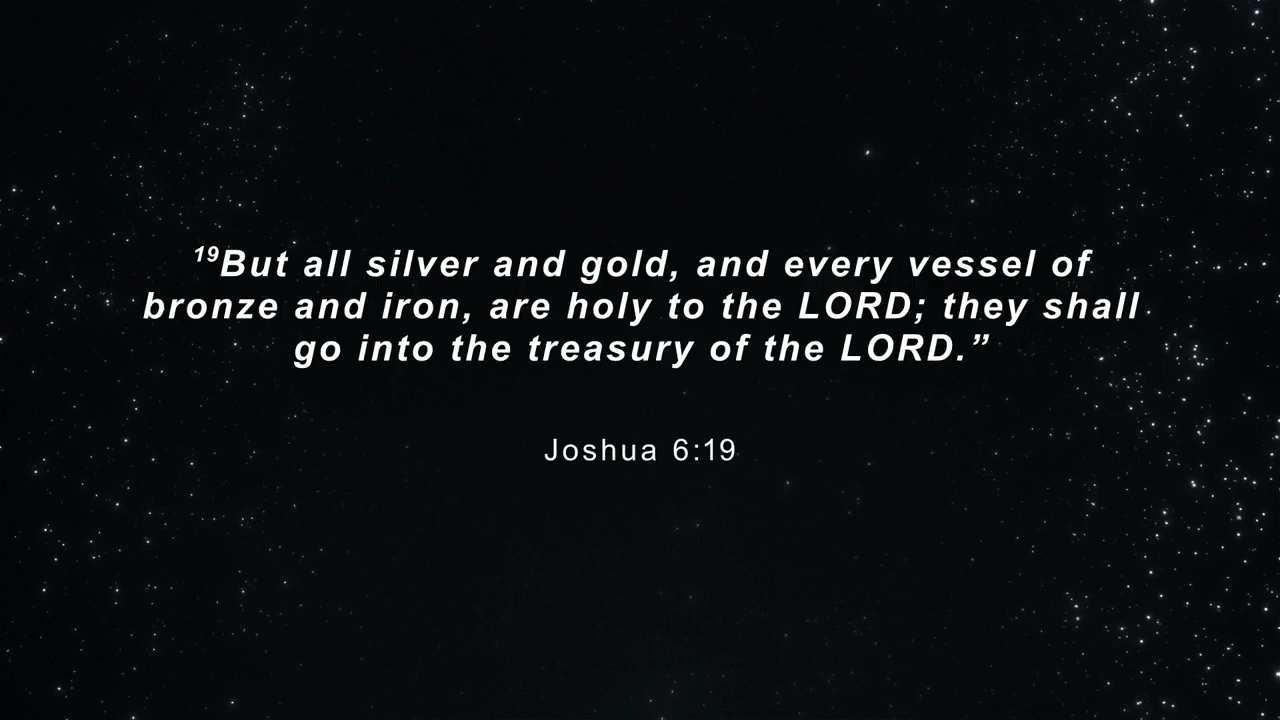 ¹⁹But all silver and gold, and every vessel of
bronze and iron, are holy to the LORD; they shall
go into the treasury of the LORD.”
Joshua 6:19